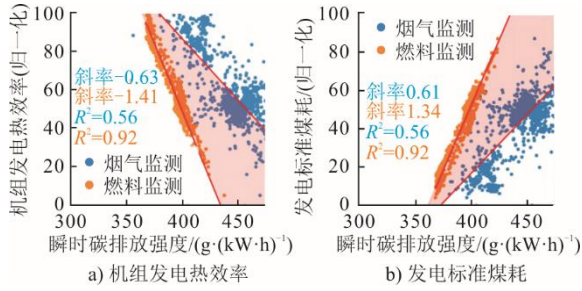 机组发电热效率(归一化)
100
80
60
40
20
0
斜率−0.63
斜率−1.41
R²=0.56
R²=0.92
烟气监测
燃料监测
300
350
400
450
瞬时碳排放强度/(g·(kW·h)⁻¹)
a) 机组发电热效率
发电标准煤耗/(归一化)
100
80
60
40
20
0
烟气监测
燃料监测
斜率0.61
斜率1.34
R²=0.56
R²=0.92
300
350
400
450
瞬时碳排放强度/(g·(kW·h)⁻¹)
b) 发电标准煤耗